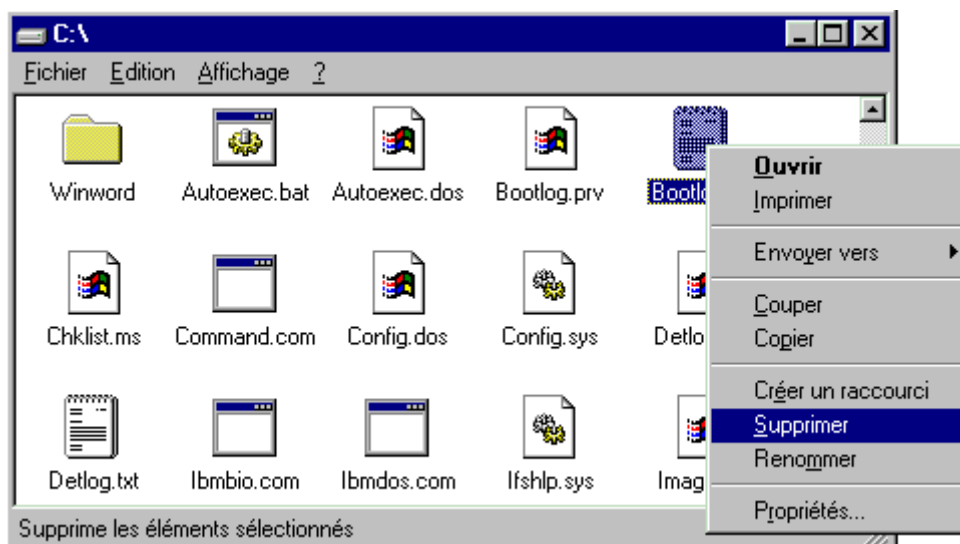 C:\
Fichier Edition Affichage ?
Winword Autoexec.bat Autoexec.dos Bootlog.prv
Chklist.ms Command.com Config.dos Config.sys
Detlog.txt Ibmbio.com Ibmdos.com Ifshlp.sys
Ouvrir
Imprimer
Envoyer vers
Couper
Copier
Créer un raccourci
Supprimer
Renommer
Propriétés...
Supprime les éléments sélectionnés